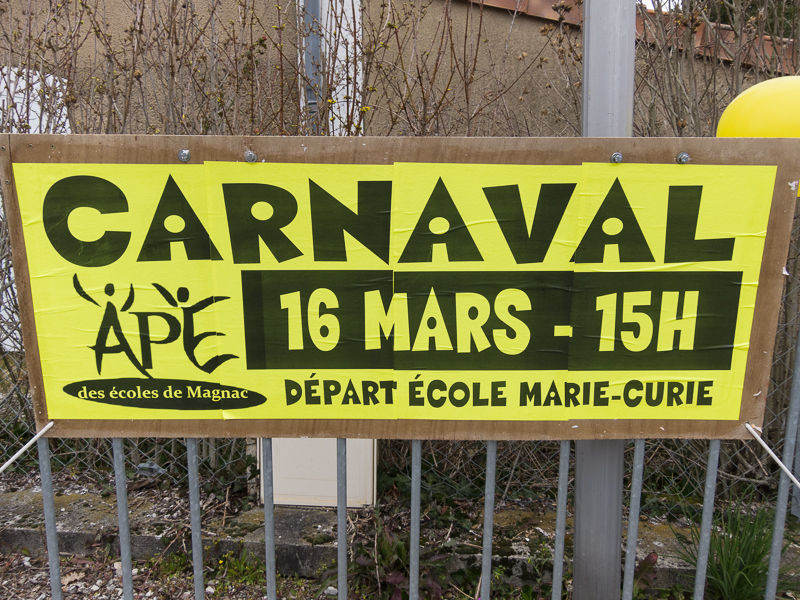 CARNAVAL
APE
des écoles de Magnac
16 MARS - 15H
DÉPART ÉCOLE MARIE-CURIE